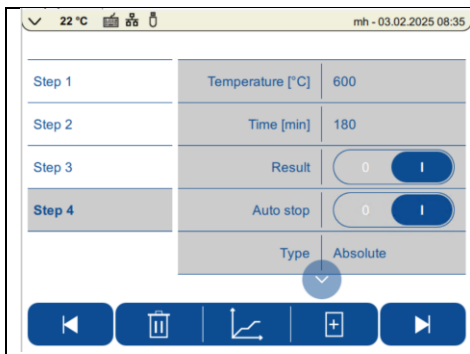 22 °C mh - 03.02.2025 08:35
Step 1 Temperature [°C] 600
Step 2 Time [min] 180
Step 3 Result 0 I
Step 4 Auto stop 0 I
Type Absolute